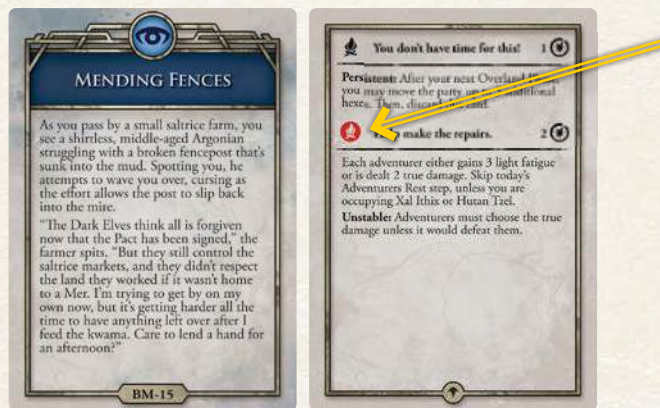 MENDING FENCES
As you pass by a small saltrice farm, you
see a shirtless, middle-aged Argonian
struggling with a broken fencepost that's
sunk into the mud. Spotting you, he
attempts to wave you over, cursing as
the effort allows the post to slip back
into the mire.
"The Dark Elves think all is forgiven
now that the Pact has been signed," the
farmer spits. "But they still control the
saltrice markets, and they didn't respect
the land they worked if it wasn't home
to a Mer. I'm trying to get by on my
own now, but it's getting harder all the
time to have anything left over after I
feed the kwama. Care to lend a hand for
an afternoon?"
BM-15
You don't have time for this! 1
Persistent: After your next Overland
you may move the party
hexes. Then, discard
make the repairs. 2
Each adventurer either gains 3 light fatigue
or is dealt 2 true damage. Skip today's
Adventurers Rest step, unless you are
occupying Xal Ithix or Hutan Tzel.
Unstable: Adventurers must choose the true
damage unless it would defeat them.